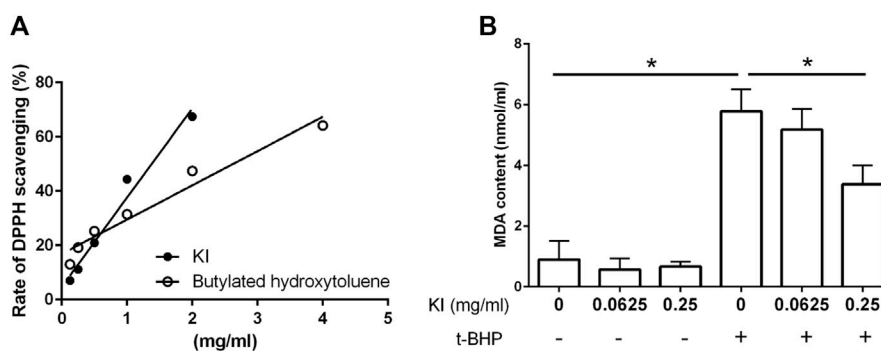 A
Rate of DPPH scavenging (%)
80
60
40
20
0
KI
Butylated hydroxytoluene
0 1 2 3 4 5
(mg/ml)
B
MDA content (nmol/ml)
8
6
4
2
0
* *
KI (mg/ml) 0 0.0625 0.25 0 0.0625 0.25
t-BHP - - - + + +